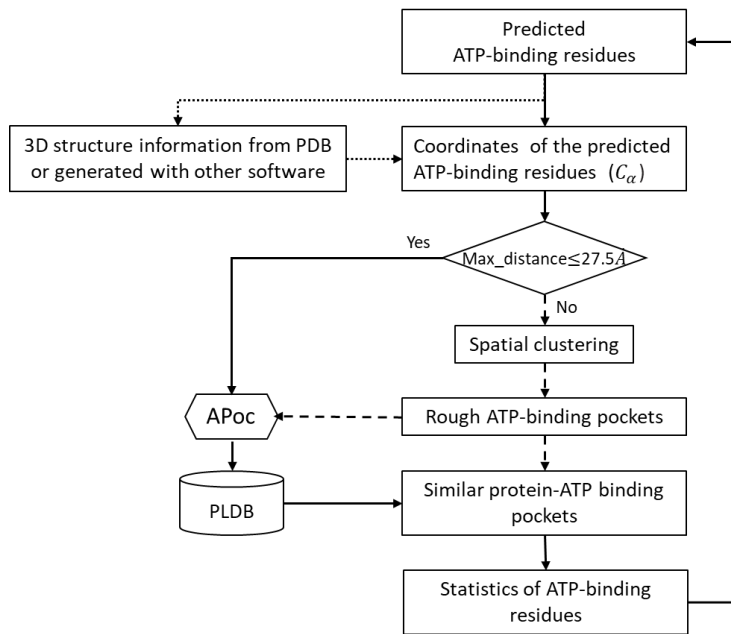 Predicted
ATP-binding residues
3D structure information from PDB
or generated with other software
Coordinates of the predicted
ATP-binding residues (Cα)
Yes
Max_distance≤27.5Å
No
Spatial clustering
APoc
Rough ATP-binding pockets
PLDB
Similar protein-ATP binding
pockets
Statistics of ATP-binding
residues